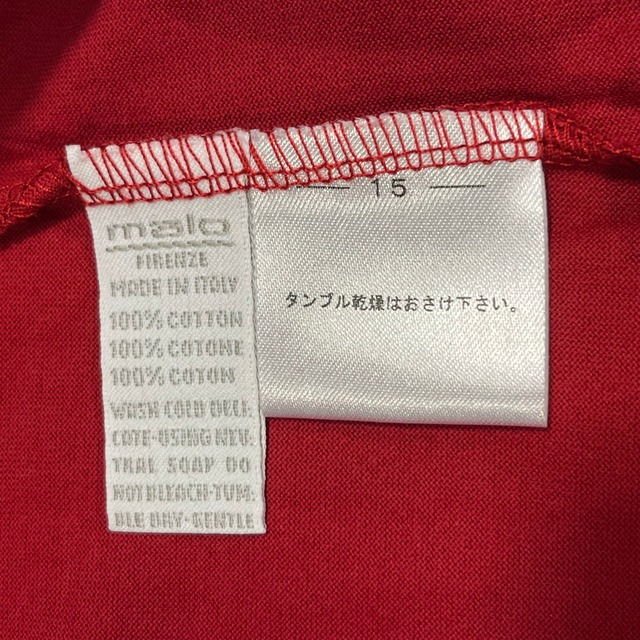 malo
FIRENZE
MADE IN ITALY
100% COTTON
100% COTONE
100% COTON
WASH COLD DELI:
CATE-USING NEU:
TRAL SOAP DO
NOT BLEACH-TUM:
BLE DRY-GENTLE
— 15 —
タンブル乾燥はおさけ下さい。